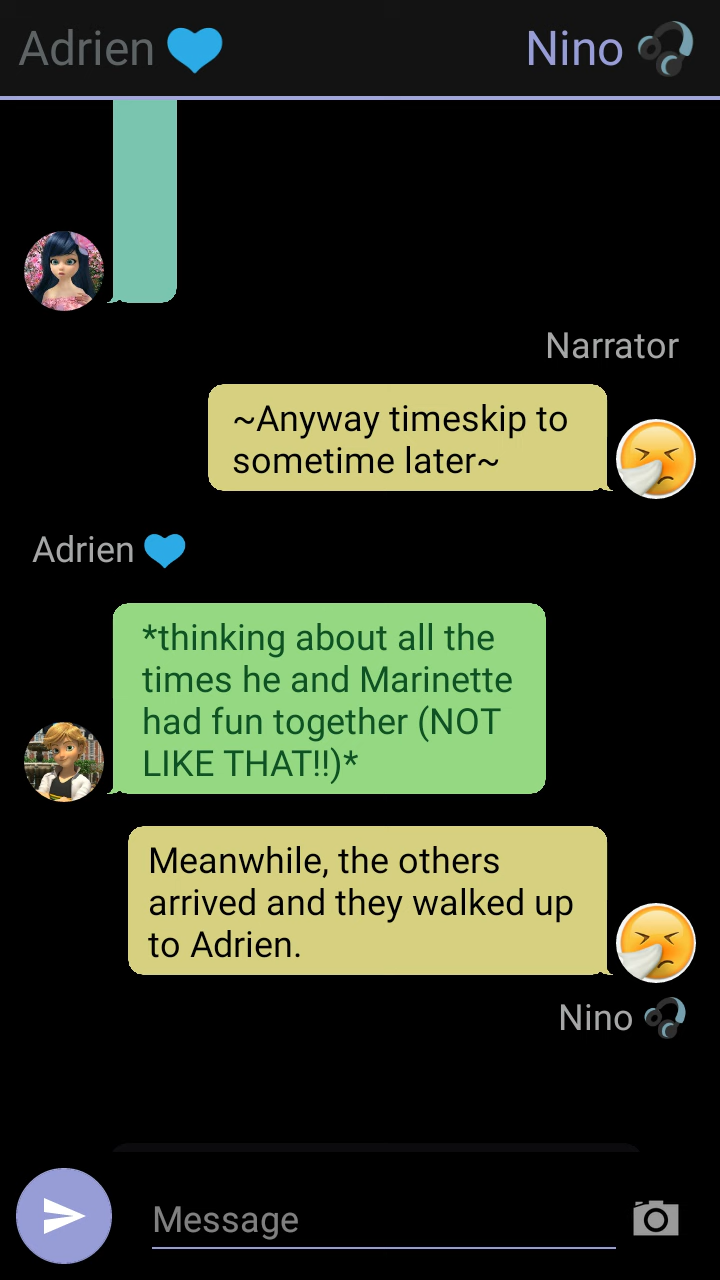 Adrien 💙 Nino 🎧
Narrator
~Anyway timeskip to
sometime later~
Adrien 💙
*thinking about all the
times he and Marinette
had fun together (NOT
LIKE THAT!!)*
Meanwhile, the others
arrived and they walked up
to Adrien.
Nino 🎧
Message